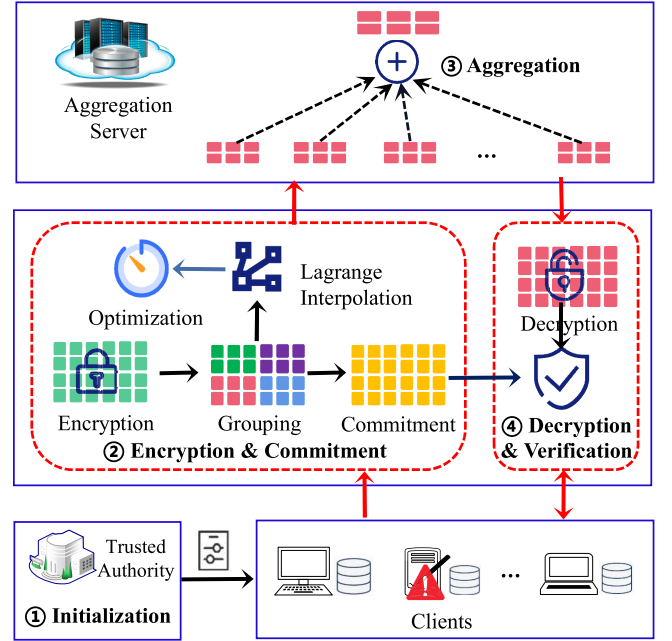 ③ Aggregation
Aggregation
Server
...
Lagrange
Interpolation
Optimization
Decryption
Encryption
Grouping
Commitment
② Encryption & Commitment
④ Decryption
& Verification
Trusted
Authority
① Initialization
...
Clients